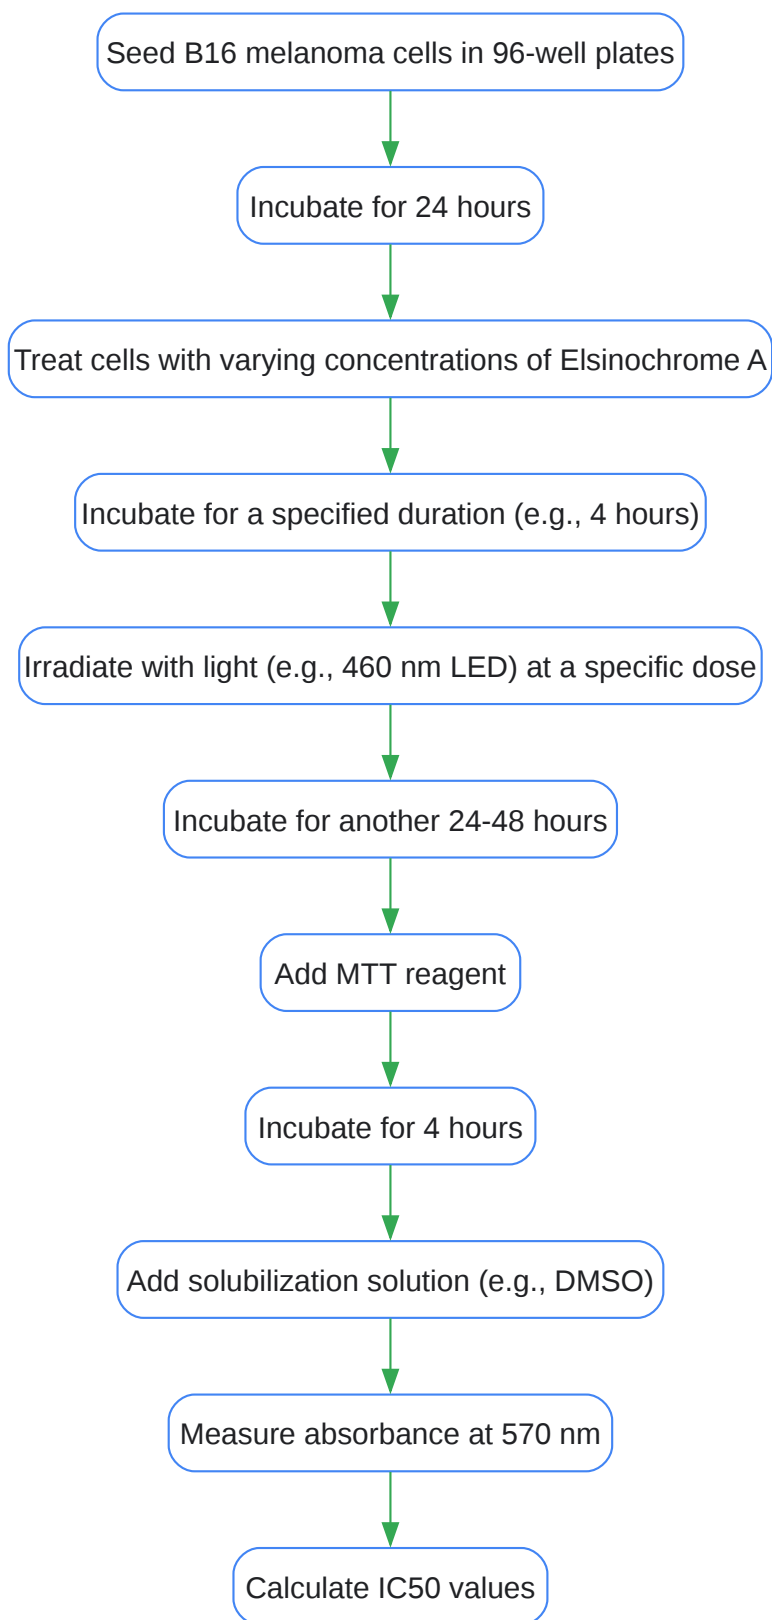 Seed B16 melanoma cells in 96-well plates
Incubate for 24 hours
Treat cells with varying concentrations of Elsinochrome A
Incubate for a specified duration (e.g., 4 hours)
Irradiate with light (e.g., 460 nm LED) at a specific dose
Incubate for another 24-48 hours
Add MTT reagent
Incubate for 4 hours
Add solubilization solution (e.g., DMSO)
Measure absorbance at 570 nm
Calculate IC50 values